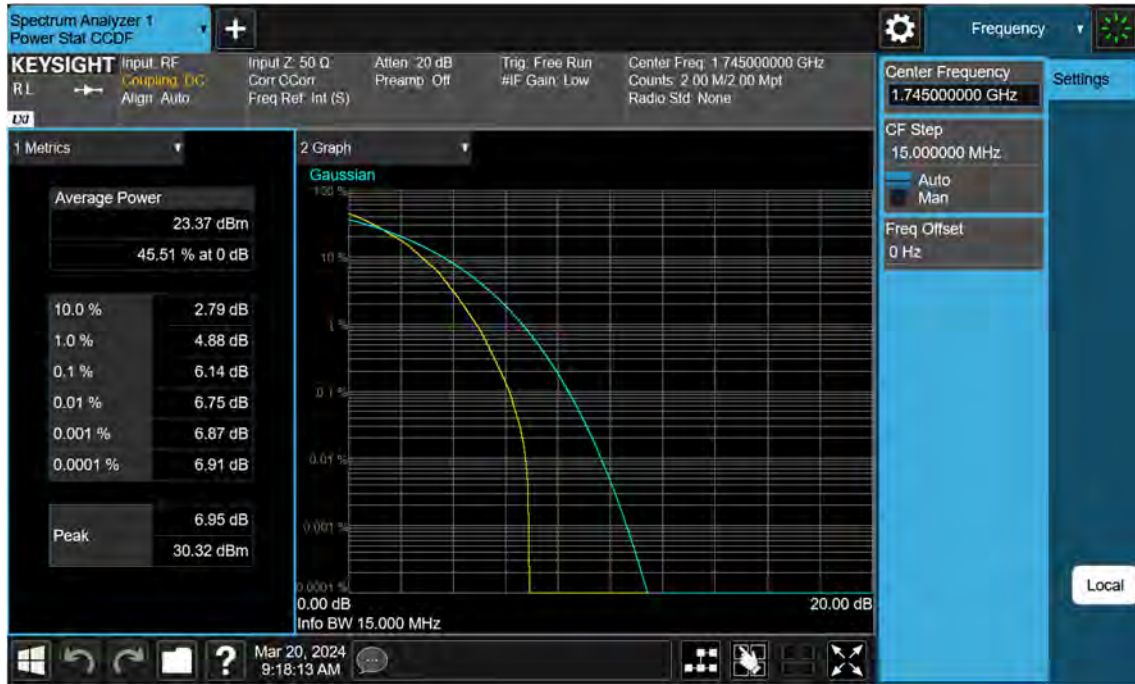 Spectrum Analyzer 1
Power Stat CCDF
+
Frequency
KEYSIGHT
RL
LXI
Input: RF
Coupling: DC
Align: Auto
Input Z: 50 Ω
Corr CCorr
Freq Ref: Int (S)
Atten: 20 dB
Preamp: Off
Trig: Free Run
#IF Gain: Low
Center Freq: 1.745000000 GHz
Counts: 2.00 M/2.00 Mpt
Radio Std: None
Center Frequency
1.745000000 GHz
Settings
CF Step
15.000000 MHz
Auto
Man
Freq Offset
0 Hz
Local
1 Metrics
Average Power
23.37 dBm
45.51 % at 0 dB
10.0 % 2.79 dB
1.0 % 4.88 dB
0.1 % 6.14 dB
0.01 % 6.75 dB
0.001 % 6.87 dB
0.0001 % 6.91 dB
Peak
6.95 dB
30.32 dBm
2 Graph
Gaussian
100 %
10 %
1 %
0.1 %
0.01 %
0.001 %
0.0001 %
0.00 dB 20.00 dB
Info BW 15.000 MHz
?
Mar 20, 2024
9:18:13 AM